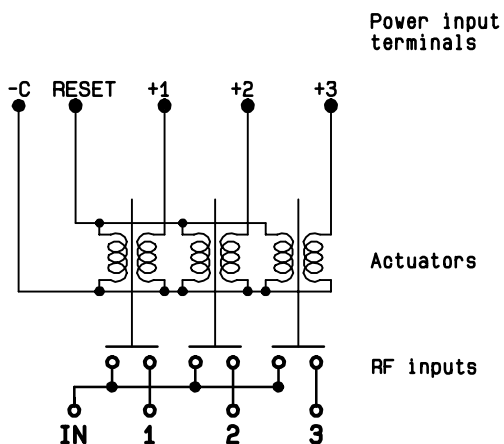 Power input
terminals
-C RESET +1 +2 +3
Actuators
RF inputs
IN 1 2 3